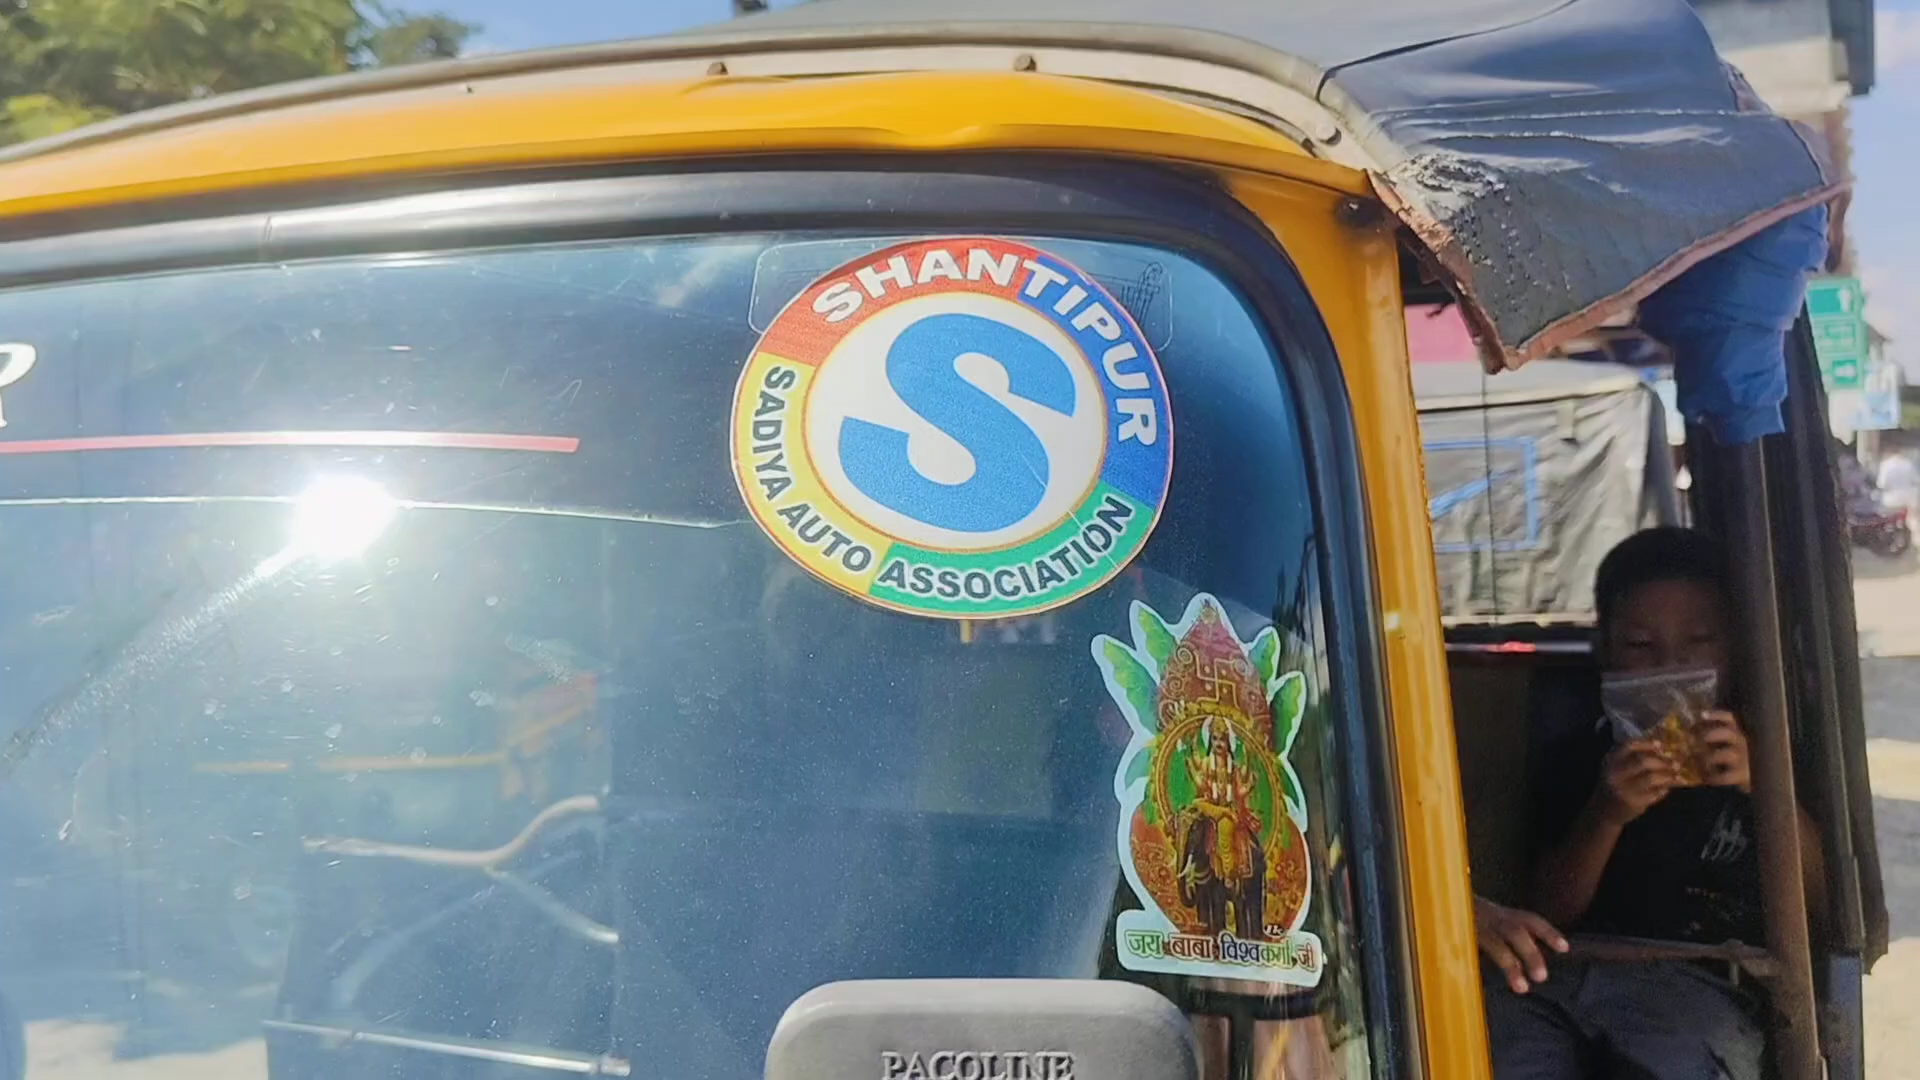 SHANTIPUR
SADIYA AUTO ASSOCIATION
S
जय बाबा विश्वकर्मा जी
PACOLINE